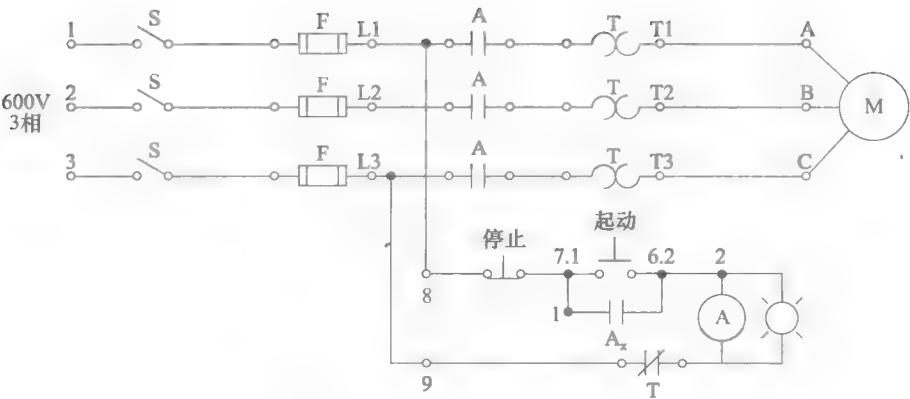 S F L1 A T T1 A
1
S F L2 A T T2 B M
600V 2
3相
S F L3 A T T3 C
3
起动
停止 7.1 6.2 2
8 1 A
Aₓ
9 T